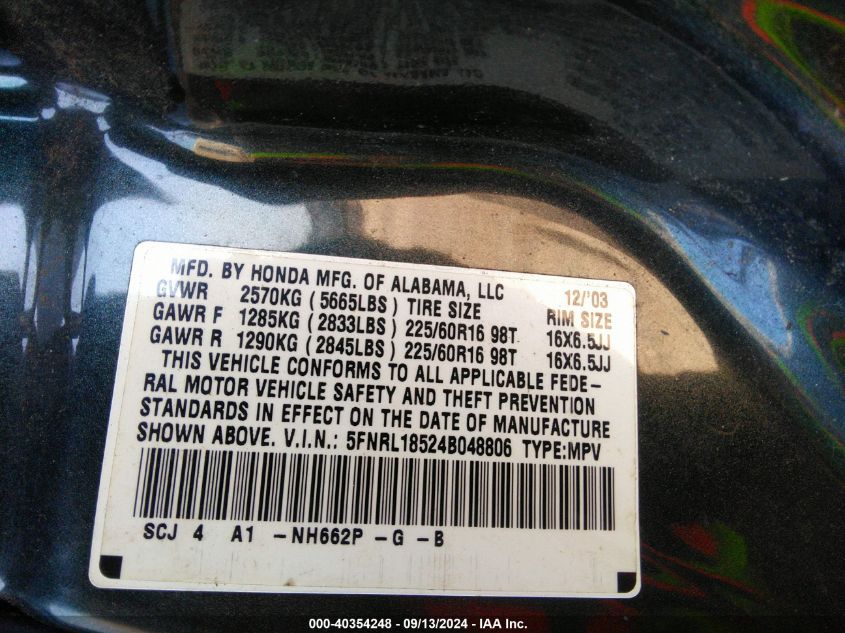 MFD. BY HONDA MFG. OF ALABAMA, LLC 12/'03
GVWR 2570KG (5665LBS) TIRE SIZE RIM SIZE
GAWR F 1285KG (2833LBS) 225/60R16 98T 16X6.5JJ
GAWR R 1290KG (2845LBS) 225/60R16 98T 16X6.5JJ
THIS VEHICLE CONFORMS TO ALL APPLICABLE FEDE-
RAL MOTOR VEHICLE SAFETY AND THEFT PREVENTION
STANDARDS IN EFFECT ON THE DATE OF MANUFACTURE
SHOWN ABOVE. V.I.N.: 5FNRL18524B048806 TYPE:MPV
SCJ 4 A1 -NH662P -G -B
000-40354248 - 09/13/2024 - IAA Inc.